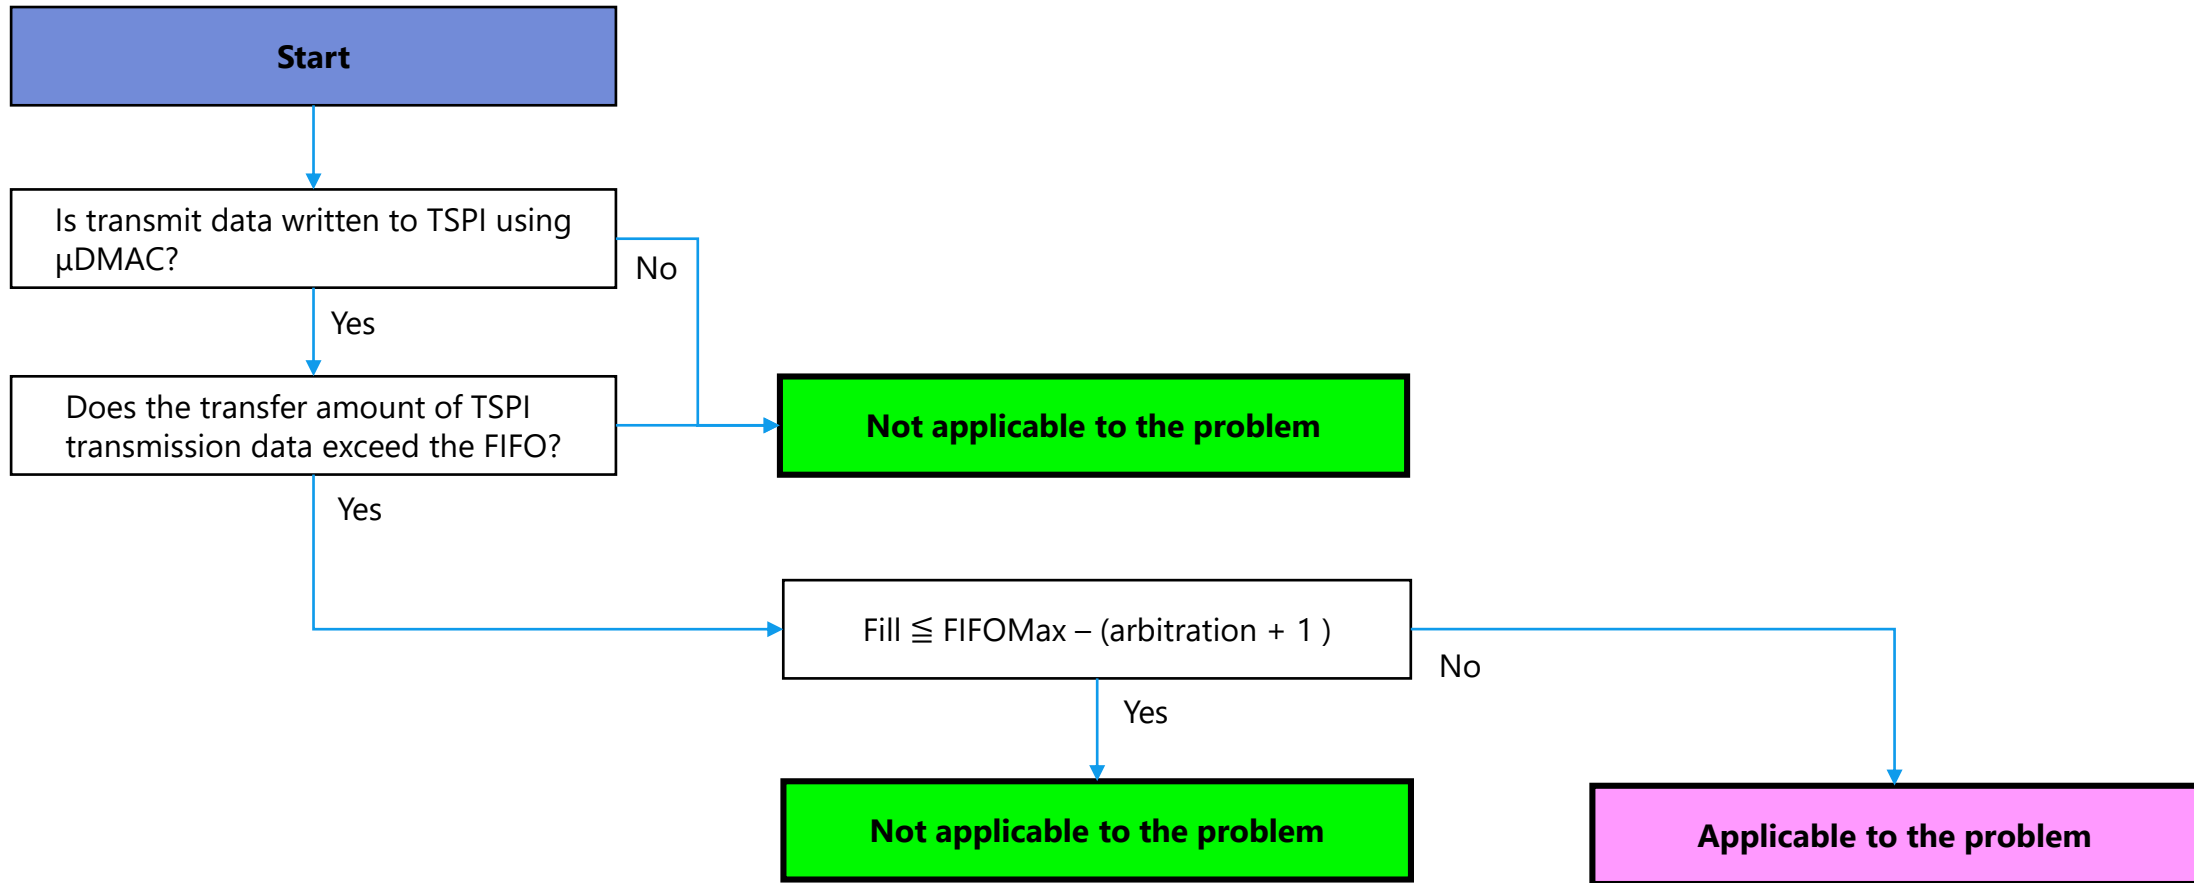 Start
Is transmit data written to TSPI using
μDMAC?
No
Yes
Does the transfer amount of TSPI
transmission data exceed the FIFO?
Not applicable to the problem
Yes
Fill ≦ FIFOMax – (arbitration + 1 )
No
Yes
Not applicable to the problem
Applicable to the problem